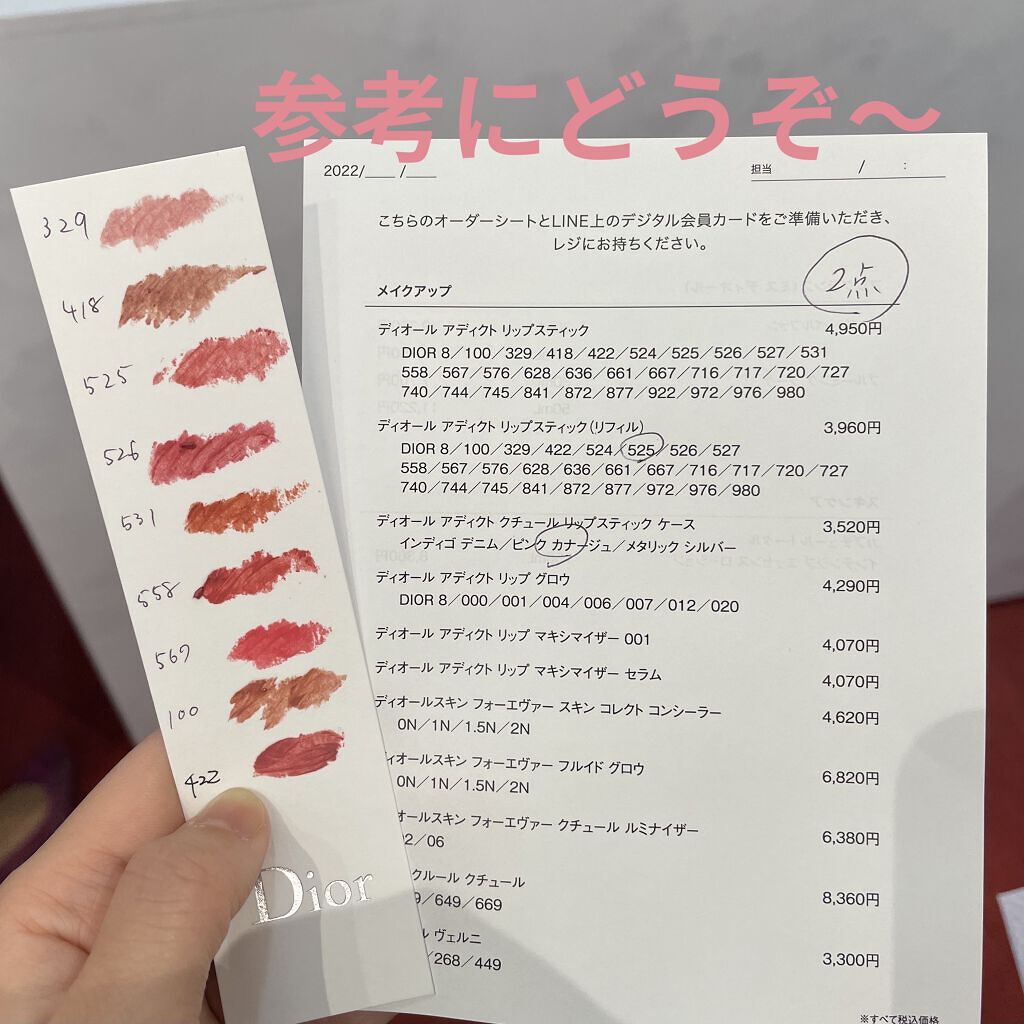 参考にどうぞ〜
329
418
525
526
531
558
567
100
422
Dior
2022/___ /___
担当 / :
こちらのオーダーシートとLINE上のデジタル会員カードをご準備いただき、
レジにお持ちください。
2点
メイクアップ
ディオール アディクト リップスティック 4,950円
DIOR 8／100／329／418／422／524／525／526／527／531
558／567／576／628／636／661／667／716／717／720／727
740／744／745／841／872／877／922／972／976／980
ディオール アディクト リップスティック(リフィル) 3,960円
DIOR 8／100／329／422／524／525／526／527
558／567／576／628／636／661／667／716／717／720／727
740／744／745／841／872／877／972／976／980
ディオール アディクト クチュール リップスティック ケース 3,520円
インディゴ デニム／ピンク カナージュ／メタリック シルバー
ディオール アディクト リップ グロウ 4,290円
DIOR 8／000／001／004／006／007／012／020
ディオール アディクト リップ マキシマイザー 001 4,070円
ディオール アディクト リップ マキシマイザー セラム 4,070円
ディオールスキン フォーエヴァー スキン コレクト コンシーラー 4,620円
0N／1N／1.5N／2N
ィオールスキン フォーエヴァー フルイド グロウ 6,820円
0N／1N／1.5N／2N
オールスキン フォーエヴァー クチュール ルミナイザー 6,380円
2／06
クルール クチュール 8,360円
9／649／669
ル ヴェルニ 3,300円
／268／449
※すべて税込価格